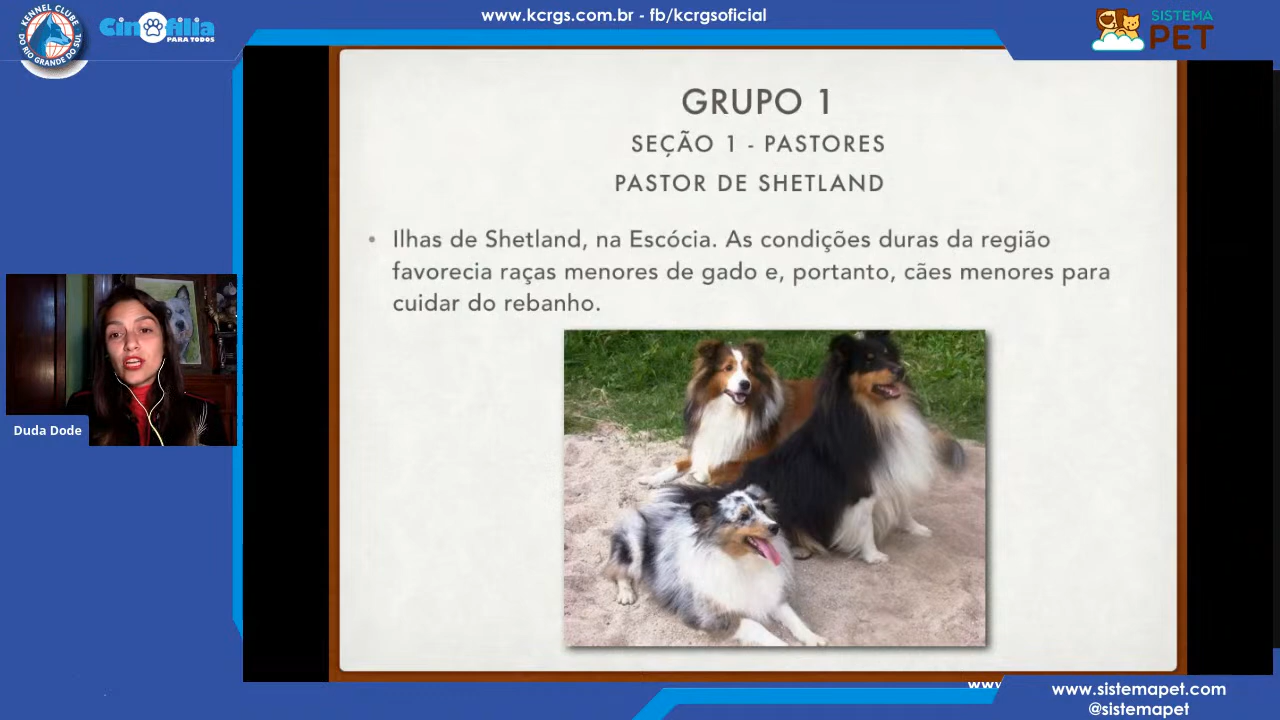 www.kcrgs.com.br - fb/kcrgsoficial
KENNEL CLUBE
DO RIO GRANDE DO SUL
Cinofilia
PARA TODOS
SISTEMA
PET
GRUPO 1
SEÇÃO 1 - PASTORES
PASTOR DE SHETLAND
• Ilhas de Shetland, na Escócia. As condições duras da região
favorecia raças menores de gado e, portanto, cães menores para
cuidar do rebanho.
Duda Dode
www
www.sistemapet.com
@sistemapet